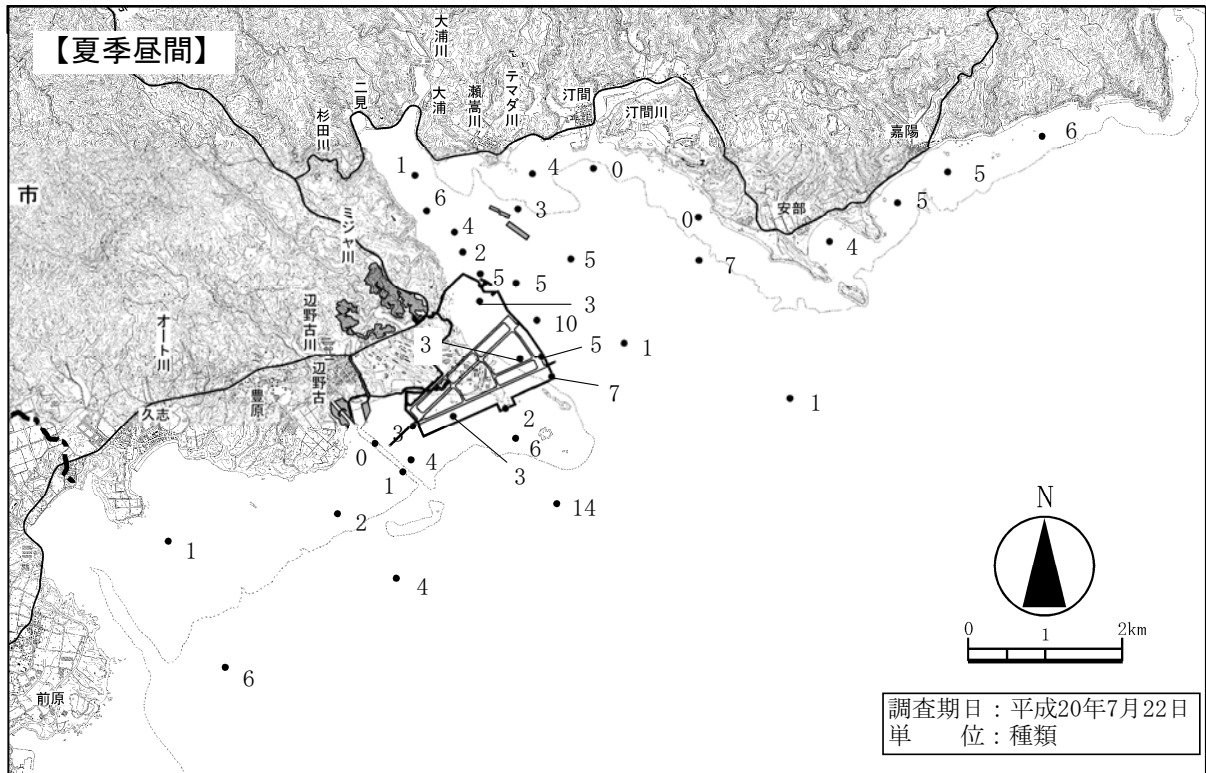 【夏季昼間】
大浦川
テマダ川
汀間
二見
大浦
瀬嵩川
汀間川
杉田川
嘉陽
6
1
4
0
5
市
6
3
5
ミジャ川
0
安部
4
4
2
5
7
5
5
辺野古川
3
10
オート川
3
5
1
辺野古
7
豊原
1
久志
2
3
6
0
4
3
1
14
2
N
1
4
0 1 2km
6
前原
調査期日：平成20年7月22日
単　　位：種類